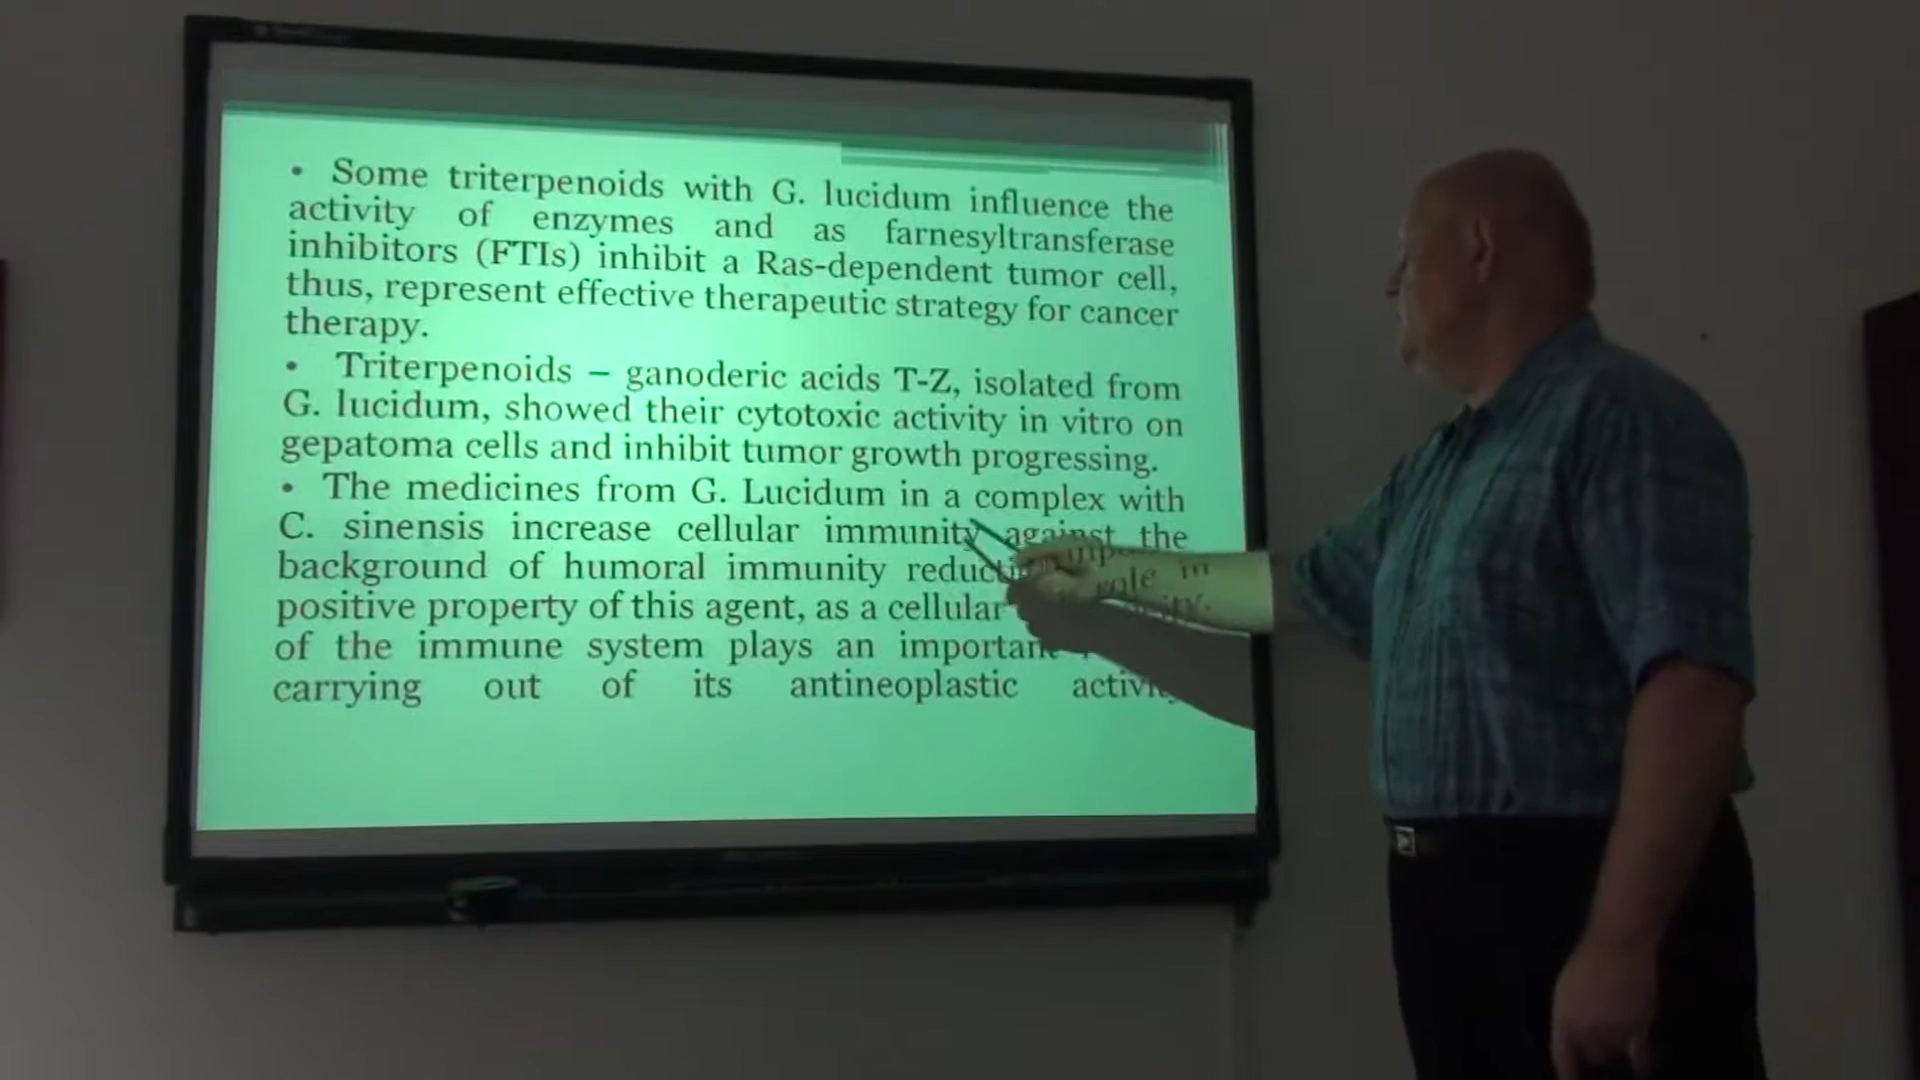 • Some triterpenoids with G. lucidum influence the
activity of enzymes and as farnesyltransferase
inhibitors (FTIs) inhibit a Ras-dependent tumor cell,
thus, represent effective therapeutic strategy for cancer
therapy.
• Triterpenoids – ganoderic acids T-Z, isolated from
G. lucidum, showed their cytotoxic activity in vitro on
gepatoma cells and inhibit tumor growth progressing.
• The medicines from G. Lucidum in a complex with
C. sinensis increase cellular immunity against the
background of humoral immunity
positive property of this agent, as a cellular
of the immune system plays an important role in
carrying out of its antineoplastic activity.